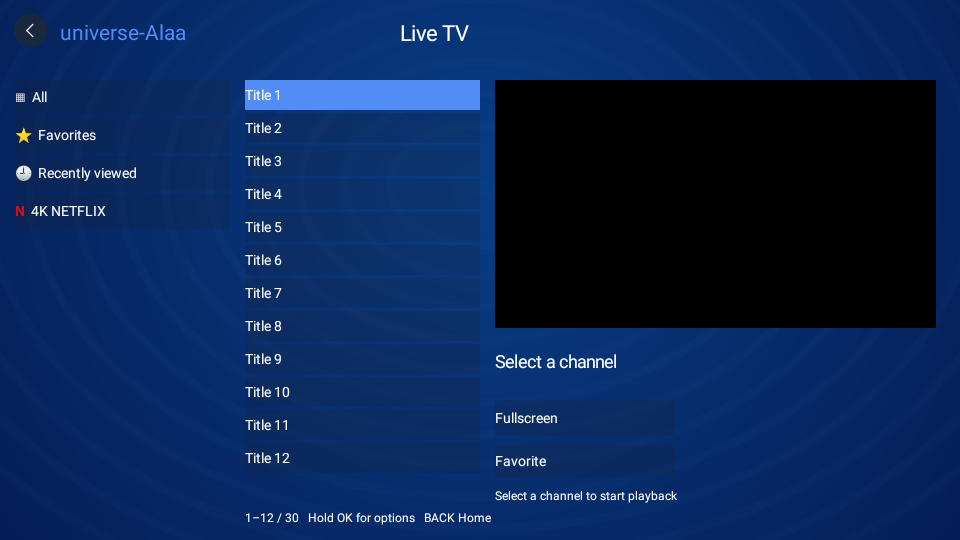 universe-Alaa
Live TV
All
Favorites
Recently viewed
N 4K NETFLIX
Title 1
Title 2
Title 3
Title 4
Title 5
Title 6
Title 7
Title 8
Title 9
Title 10
Title 11
Title 12
1–12 / 30 Hold OK for options BACK Home
Select a channel
Fullscreen
Favorite
Select a channel to start playback